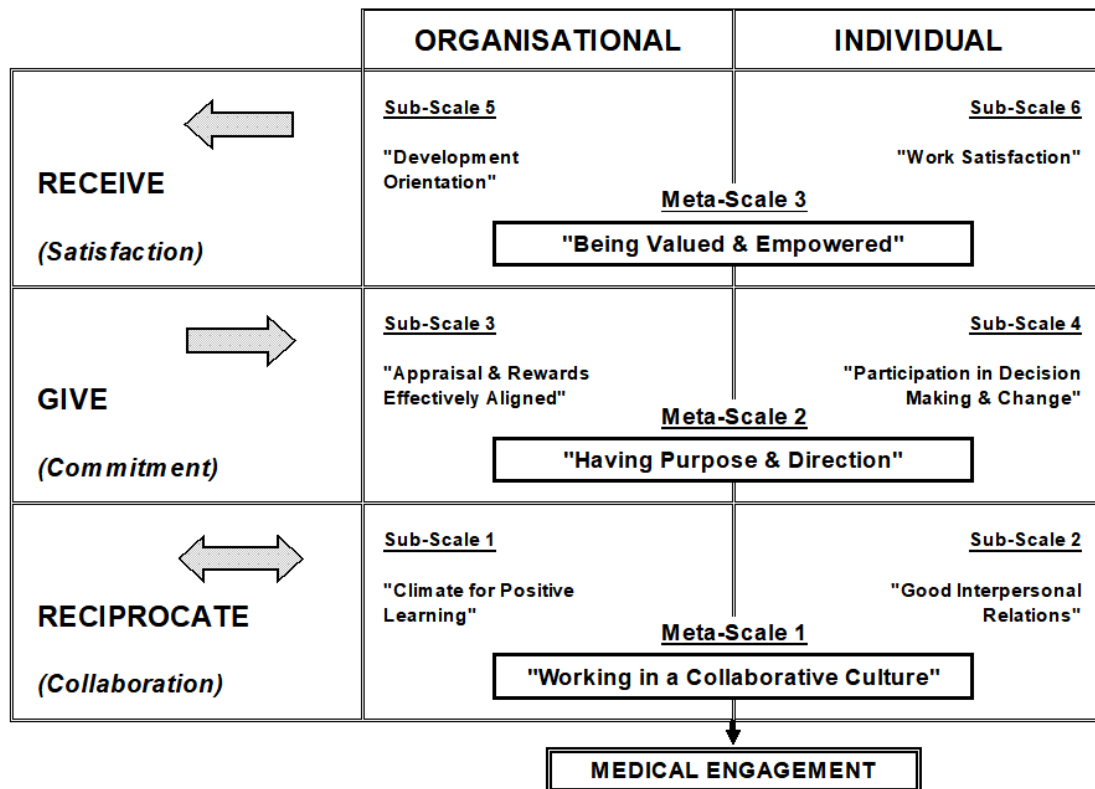 ORGANISATIONAL
INDIVIDUAL
RECEIVE
(Satisfaction)
Sub-Scale 5
"Development
Orientation"
Sub-Scale 6
"Work Satisfaction"
Meta-Scale 3
"Being Valued & Empowered"
GIVE
(Commitment)
Sub-Scale 3
"Appraisal & Rewards
Effectively Aligned"
Sub-Scale 4
"Participation in Decision
Making & Change"
Meta-Scale 2
"Having Purpose & Direction"
RECIPROCATE
(Collaboration)
Sub-Scale 1
"Climate for Positive
Learning"
Sub-Scale 2
"Good Interpersonal
Relations"
Meta-Scale 1
"Working in a Collaborative Culture"
MEDICAL ENGAGEMENT